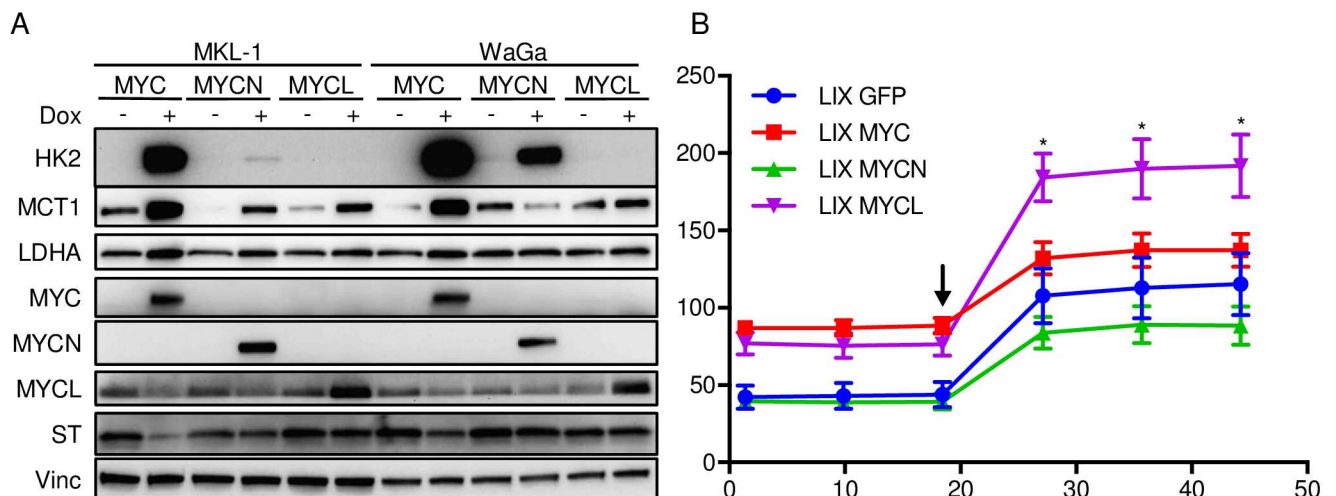 A
MKL-1 WaGa
MYC MYCN MYCL MYC MYCN MYCL
Dox - + - + - + - + - + - +
HK2
MCT1
LDHA
MYC
MYCN
MYCL
ST
Vinc
B
250
200
150
100
50
0
LIX GFP
LIX MYC
LIX MYCN
LIX MYCL
* * *
0 10 20 30 40 50